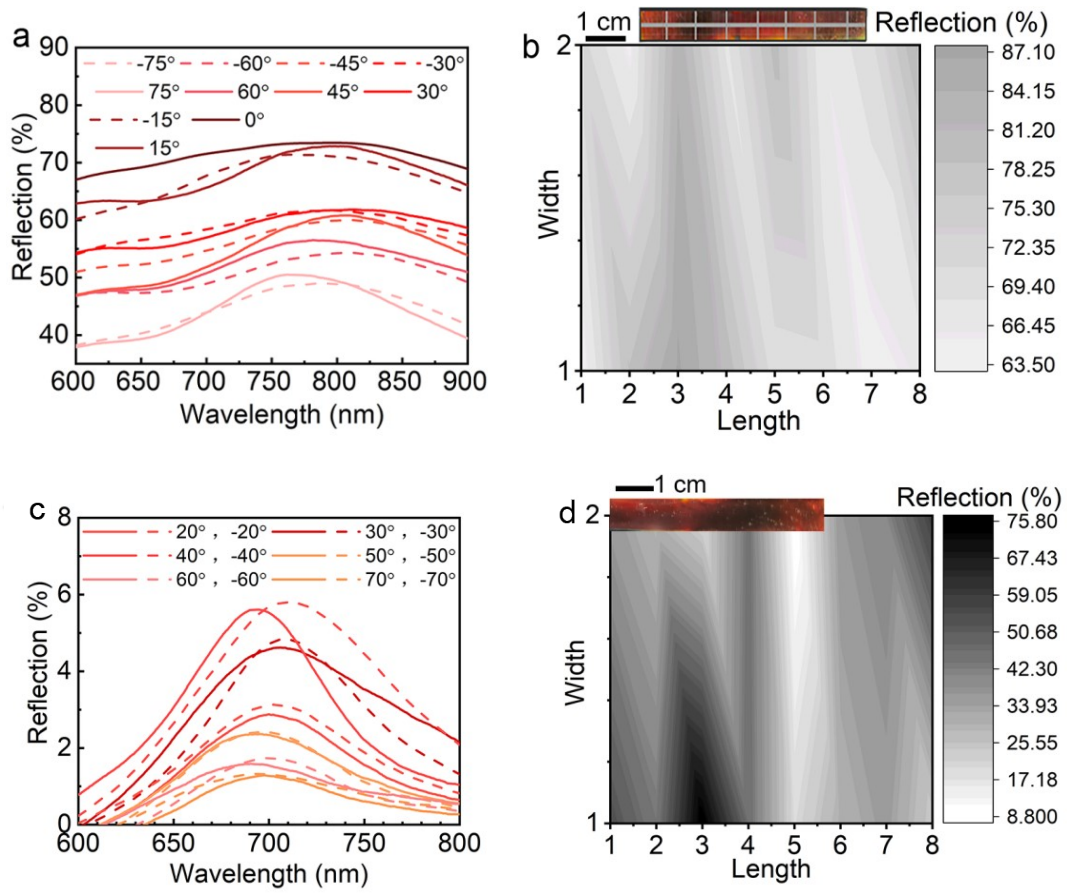 a
90
80
70
60
50
40
Reflection (%)
-75° -60° -45° -30°
75° 60° 45° 30°
-15° 0°
15°
600 650 700 750 800 850 900
Wavelength (nm)
b
1 cm
Reflection (%)
2
1
Width
1 2 3 4 5 6 7 8
Length
87.10
84.15
81.20
78.25
75.30
72.35
69.40
66.45
63.50
c
8
6
4
2
0
Reflection (%)
20°, -20° 30°, -30°
40°, -40° 50°, -50°
60°, -60° 70°, -70°
600 650 700 750 800
Wavelength (nm)
d
1 cm
Reflection (%)
2
1
Width
1 2 3 4 5 6 7 8
Length
75.80
67.43
59.05
50.68
42.30
33.93
25.55
17.18
8.800